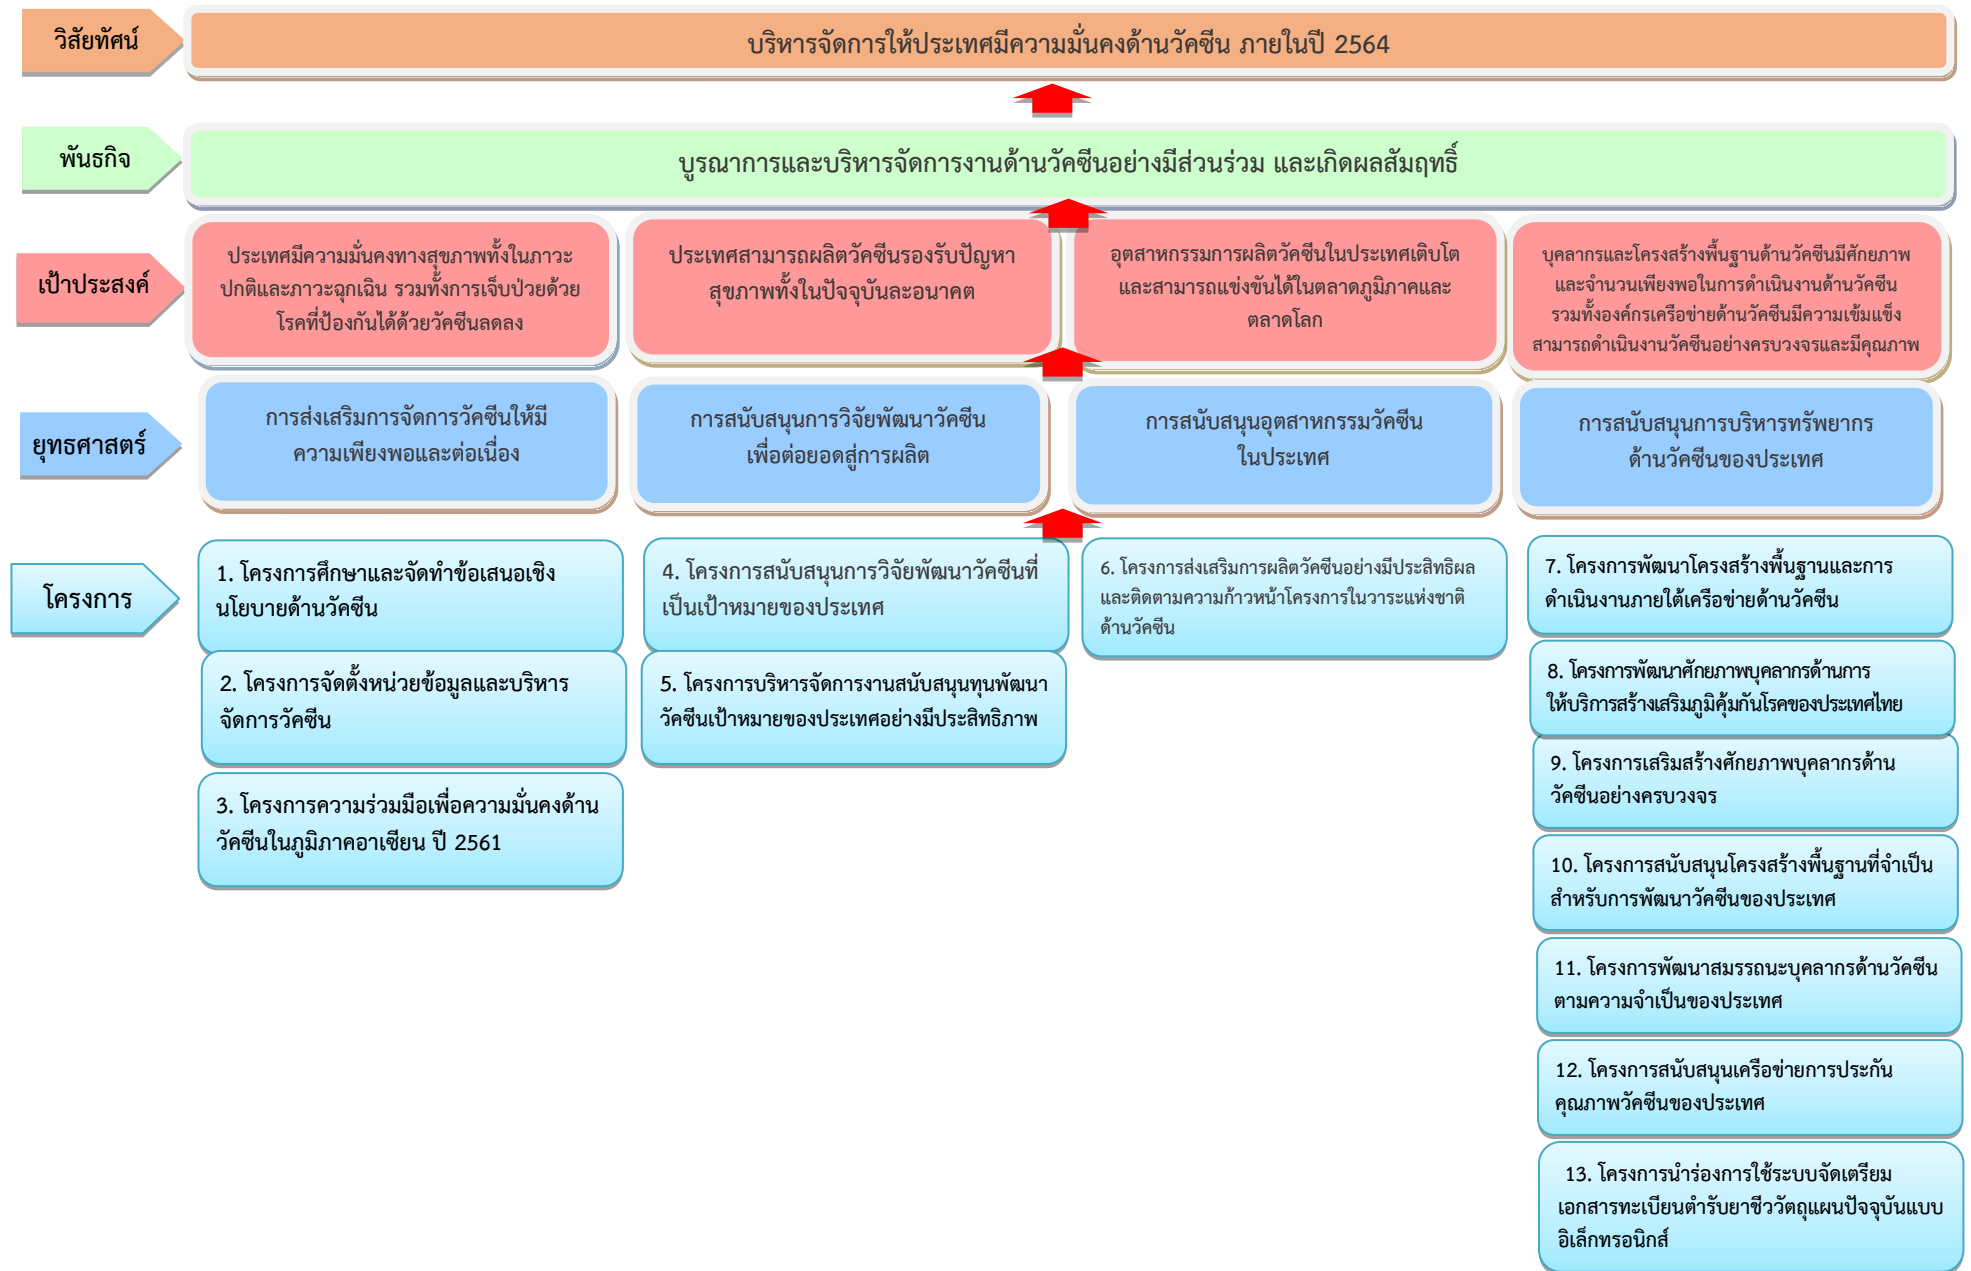 วิสัยทัศน์
บริหารจัดการให้ประเทศมีความมั่นคงด้านวัคซีน ภายในปี 2564
พันธกิจ
บูรณาการและบริหารจัดการงานด้านวัคซีนอย่างมีส่วนร่วม และเกิดผลสัมฤทธิ์
เป้าประสงค์
ประเทศมีความมั่นคงทางสุขภาพทั้งในภาวะ
ปกติและภาวะฉุกเฉิน รวมทั้งการเจ็บป่วยด้วย
โรคที่ป้องกันได้ด้วยวัคซีนลดลง
ประเทศสามารถผลิตวัคซีนรองรับปัญหา
สุขภาพทั้งในปัจจุบันละอนาคต
อุตสาหกรรมการผลิตวัคซีนในประเทศเติบโต
และสามารถแข่งขันได้ในตลาดภูมิภาคและ
ตลาดโลก
บุคลากรและโครงสร้างพื้นฐานด้านวัคซีนมีศักยภาพ
และจำนวนเพียงพอในการดำเนินงานด้านวัคซีน
รวมทั้งองค์กรเครือข่ายด้านวัคซีนมีความเข้มแข็ง
สามารถดำเนินงานวัคซีนอย่างครบวงจรและมีคุณภาพ
ยุทธศาสตร์
การส่งเสริมการจัดการวัคซีนให้มี
ความเพียงพอและต่อเนื่อง
การสนับสนุนการวิจัยพัฒนาวัคซีน
เพื่อต่อยอดสู่การผลิต
การสนับสนุนอุตสาหกรรมวัคซีน
ในประเทศ
การสนับสนุนการบริหารทรัพยากร
ด้านวัคซีนของประเทศ
โครงการ
1. โครงการศึกษาและจัดทำข้อเสนอเชิง
นโยบายด้านวัคซีน
2. โครงการจัดตั้งหน่วยข้อมูลและบริหาร
จัดการวัคซีน
3. โครงการความร่วมมือเพื่อความมั่นคงด้าน
วัคซีนในภูมิภาคอาเซียน ปี 2561
4. โครงการสนับสนุนการวิจัยพัฒนาวัคซีนที่
เป็นเป้าหมายของประเทศ
5. โครงการบริหารจัดการงานสนับสนุนทุนพัฒนา
วัคซีนเป้าหมายของประเทศอย่างมีประสิทธิภาพ
6. โครงการส่งเสริมการผลิตวัคซีนอย่างมีประสิทธิผล
และติดตามความก้าวหน้าโครงการในวาระแห่งชาติ
ด้านวัคซีน
7. โครงการพัฒนาโครงสร้างพื้นฐานและการ
ดำเนินงานภายใต้เครือข่ายด้านวัคซีน
8. โครงการพัฒนาศักยภาพบุคลากรด้านการ
ให้บริการสร้างเสริมภูมิคุ้มกันโรคของประเทศไทย
9. โครงการเสริมสร้างศักยภาพบุคลากรด้าน
วัคซีนอย่างครบวงจร
10. โครงการสนับสนุนโครงสร้างพื้นฐานที่จำเป็น
สำหรับการพัฒนาวัคซีนของประเทศ
11. โครงการพัฒนาสมรรถนะบุคลากรด้านวัคซีน
ตามความจำเป็นของประเทศ
12. โครงการสนับสนุนเครือข่ายการประกัน
คุณภาพวัคซีนของประเทศ
13. โครงการนำร่องการใช้ระบบจัดเตรียม
เอกสารทะเบียนตำรับยาชีววัตถุแผนปัจจุบันแบบ
อิเล็กทรอนิกส์